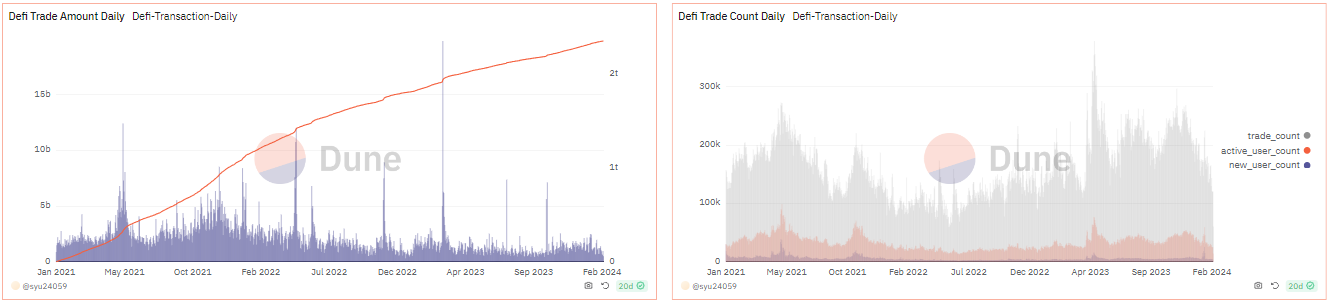 Defi Trade Amount Daily Defi-Transaction-Daily
15b
10b
5b
0
2t
1t
0
Dune
Jan 2021 May 2021 Oct 2021 Feb 2022 Jul 2022 Dec 2022 Apr 2023 Sep 2023 Feb 2024
@syu24059
20d
Defi Trade Count Daily Defi-Transaction-Daily
300k
200k
100k
0
Dune
trade_count
active_user_count
new_user_count
Jan 2021 May 2021 Oct 2021 Feb 2022 Jul 2022 Dec 2022 Apr 2023 Sep 2023 Feb 2024
@syu24059
20d